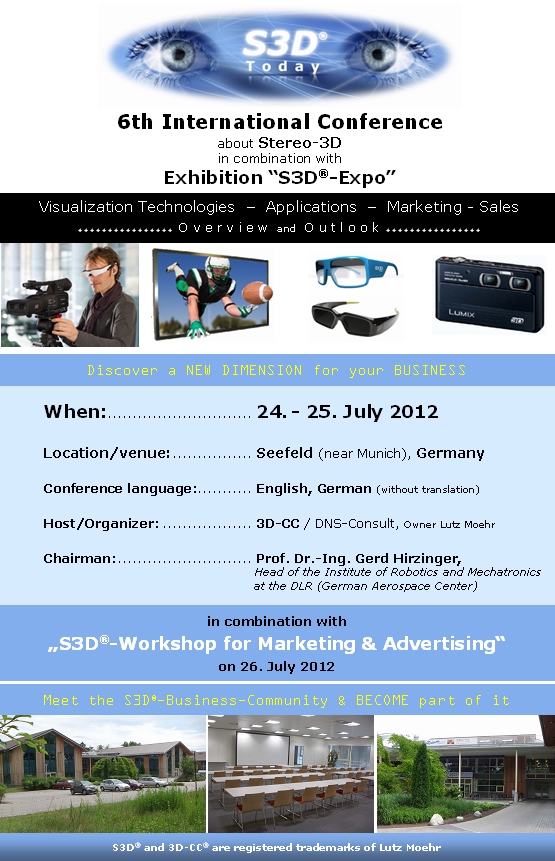 S3D®
Today
6th International Conference
about Stereo-3D
in combination with
Exhibition “S3D®-Expo”
Visualization Technologies – Applications – Marketing - Sales
Overview and Outlook
LUMIX
Discover a NEW DIMENSION for your BUSINESS
When:............................ 24. - 25. July 2012
Location/venue:................ Seefeld (near Munich), Germany
Conference language:........... English, German (without translation)
Host/Organizer: .................. 3D-CC / DNS-Consult, Owner Lutz Moehr
Chairman:........................... Prof. Dr.-Ing. Gerd Hirzinger,
Head of the Institute of Robotics and Mechatronics
at the DLR (German Aerospace Center)
in combination with
„S3D®-Workshop for Marketing & Advertising“
on 26. July 2012
Meet the S3D®-Business-Community & BECOME part of it
S3D® and 3D-CC® are registered trademarks of Lutz Moehr